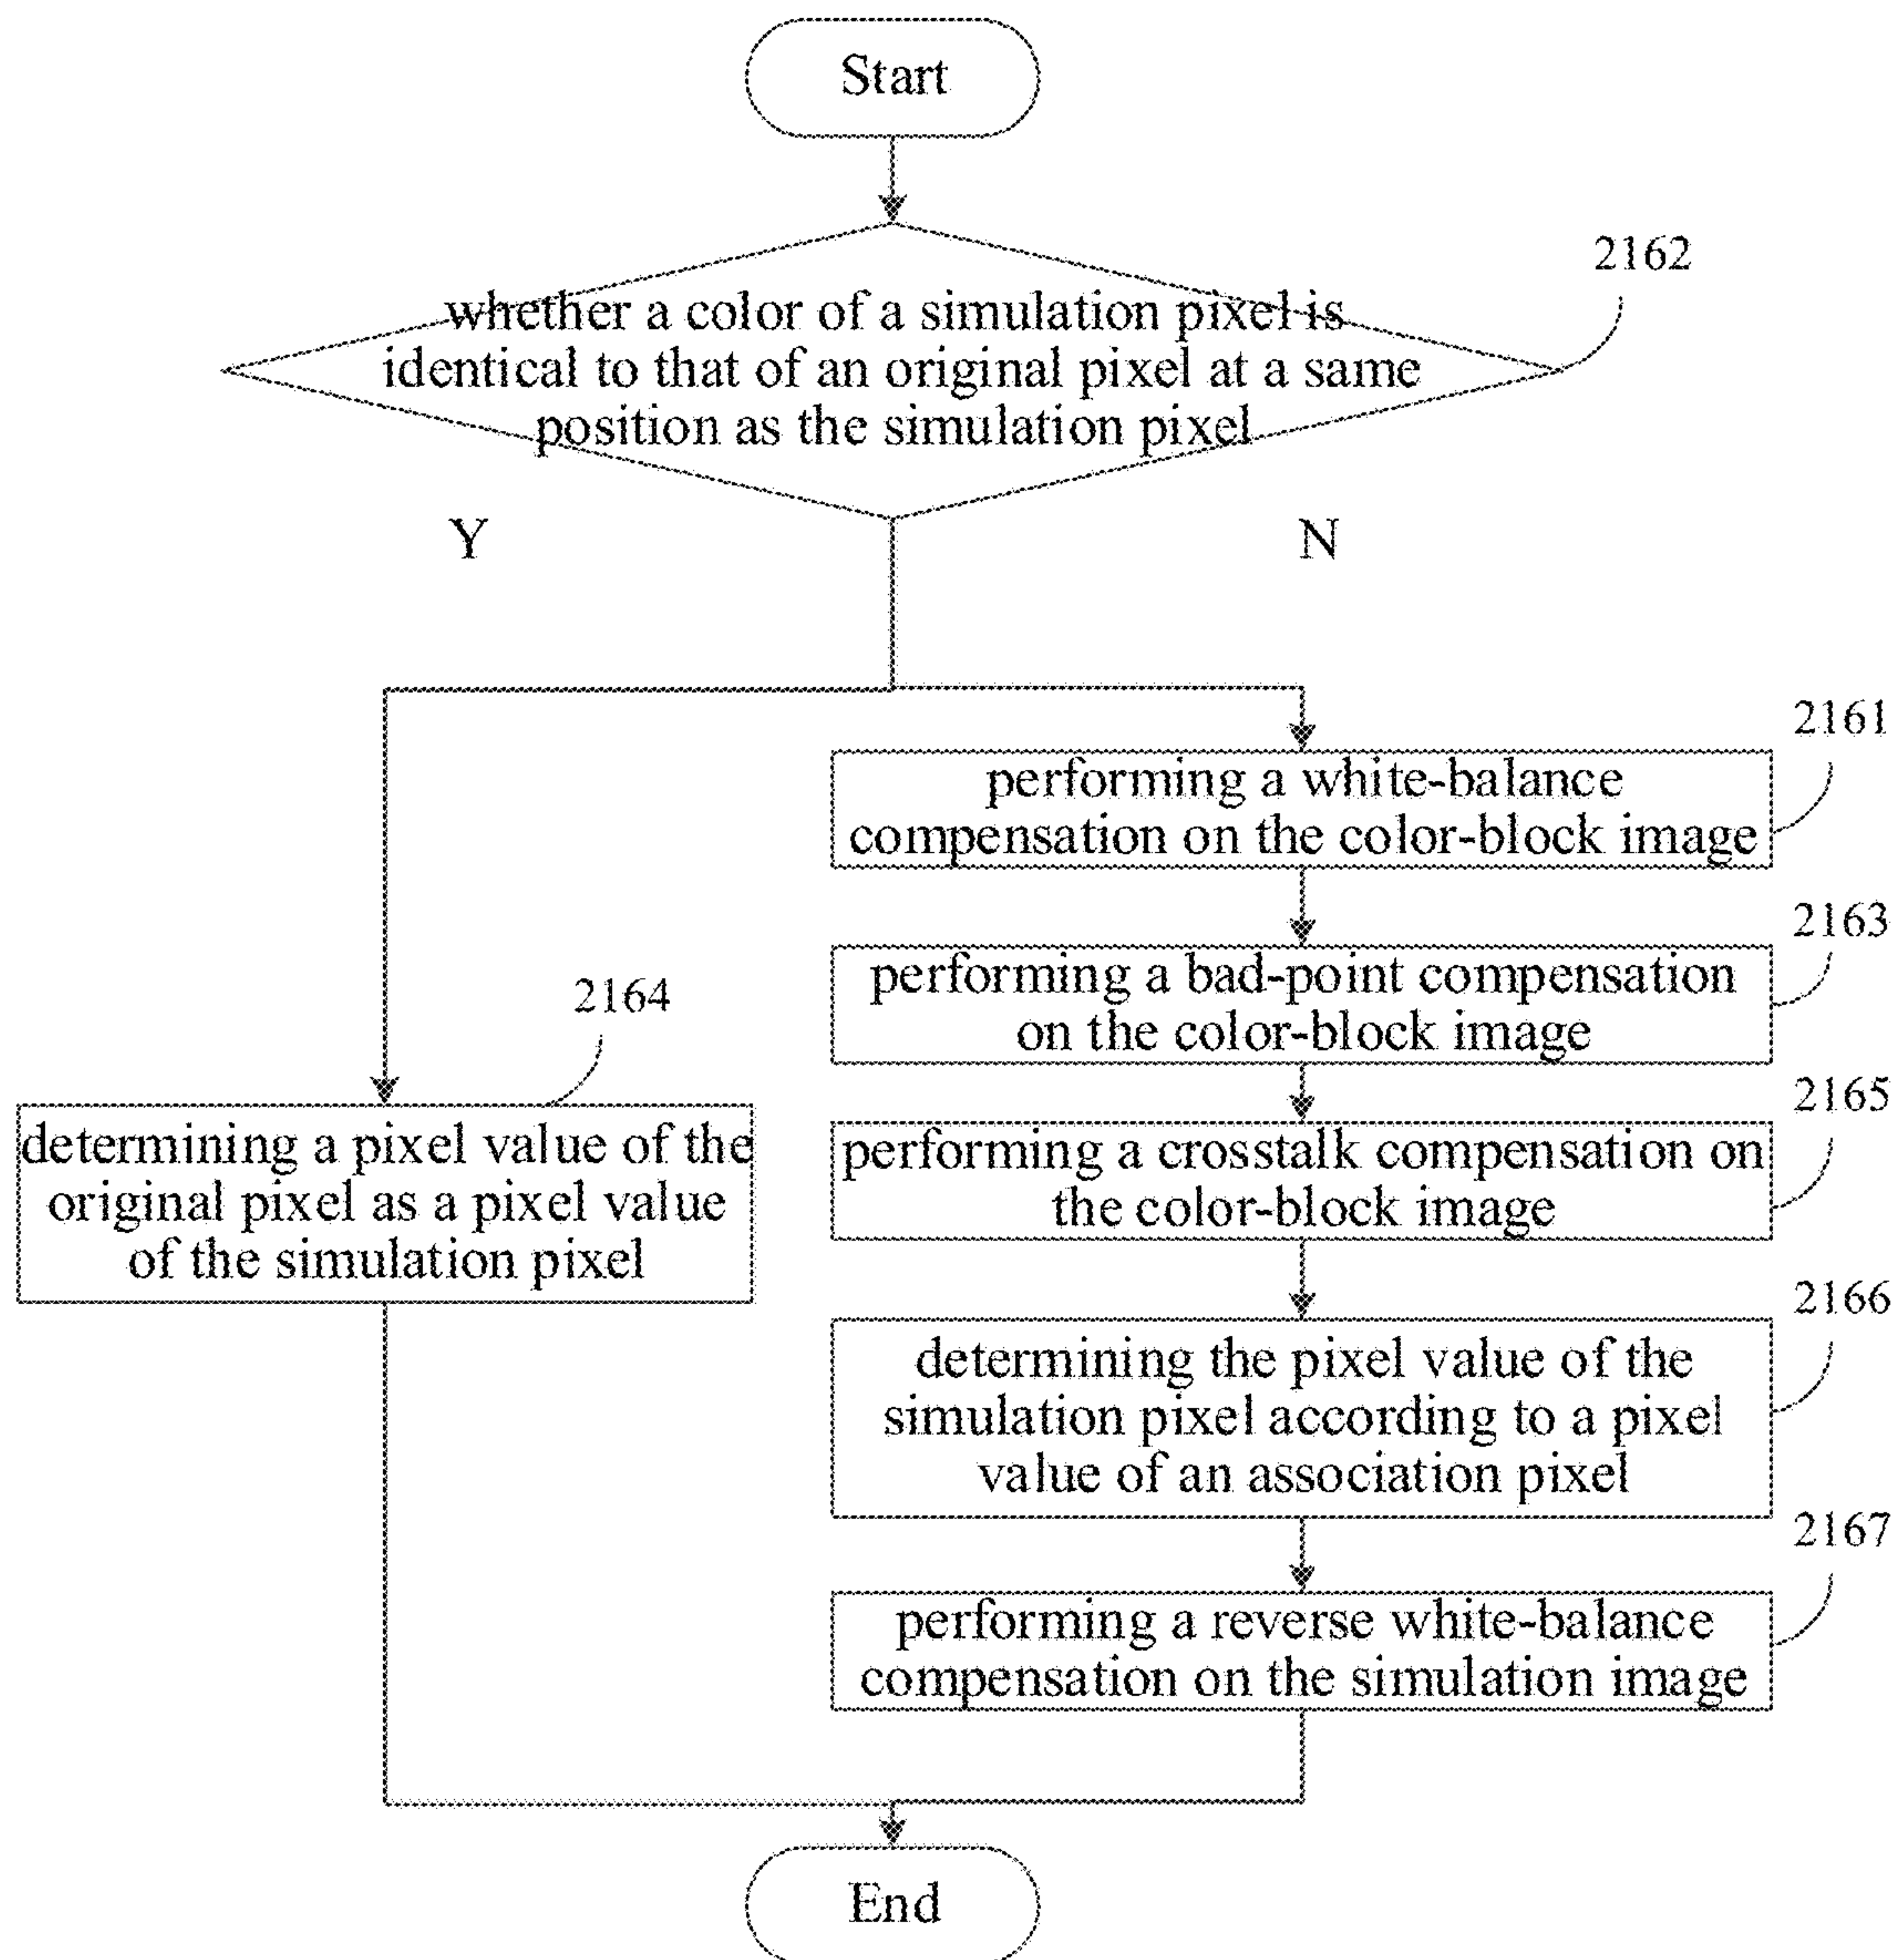 Start
2162
whether a color of a simulation pixel is
identical to that of an original pixel at a same
position as the simulation pixel
Y
N
2161
performing a white-balance
compensation on the color-block image
2163
performing a bad-point compensation
on the color-block image
2164
determining a pixel value of the
original pixel as a pixel value
of the simulation pixel
2165
performing a crosstalk compensation on
the color-block image
2166
determining the pixel value of the
simulation pixel according to a pixel
value of an association pixel
2167
performing a reverse white-balance
compensation on the simulation image
End